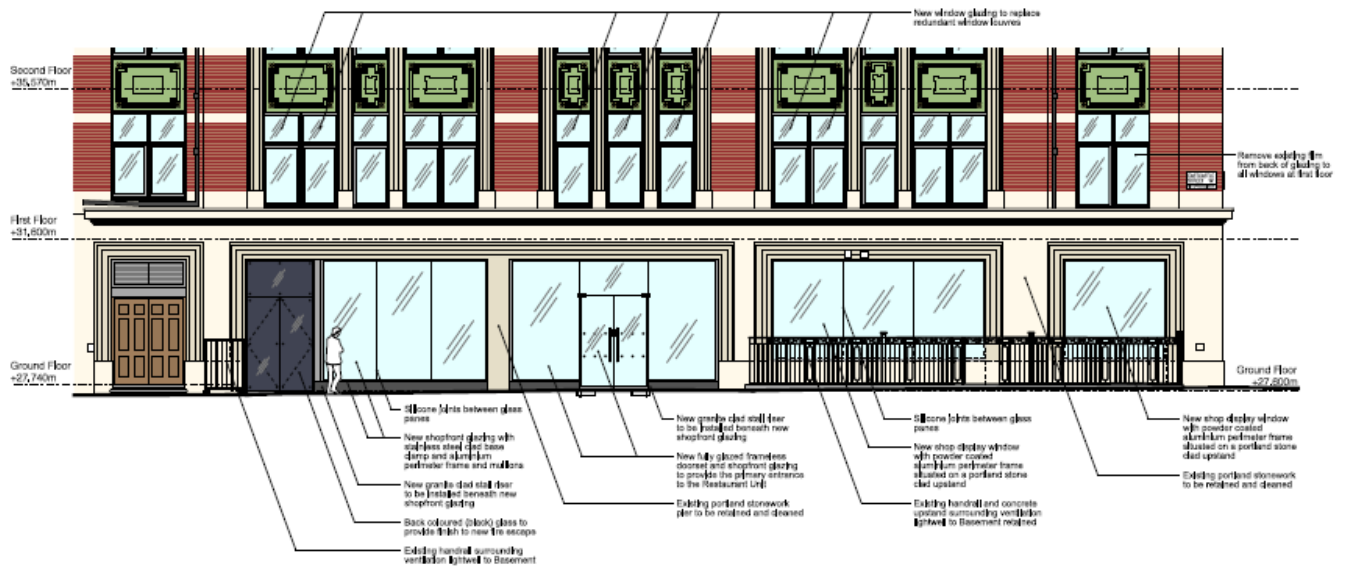 New window glazing to replace
redundant window louvres
Second Floor
+35,570m
Remove existing film
from back of glazing to
all windows at first floor
First Floor
+31,600m
Ground Floor
+27,740m
Ground Floor
+27,600m
Silicone joints between glass
panes
New shopfront glazing with
stainless steel clad base
clamp and aluminium
perimeter frame and mullions
New granite clad stall riser
to be installed beneath new
shopfront glazing
Back coloured (black) glass to
provide finish to new fire escape
Existing handrail surrounding
ventilation lightwell to Basement
New granite clad stall riser
to be installed beneath new
shopfront glazing
New fully glazed frameless
doorset and shopfront glazing
to provide the primary entrance
to the Restaurant Unit
Existing portland stonework
pier to be retained and cleaned
Silicone joints between glass
panes
New shop display window
with powder coated
aluminium perimeter frame
situated on a portland stone
clad upstand
Existing handrail and concrete
upstand surrounding ventilation
lightwell to Basement retained
New shop display window
with powder coated
aluminium perimeter frame
situated on a portland stone
clad upstand
Existing portland stonework
to be retained and cleaned